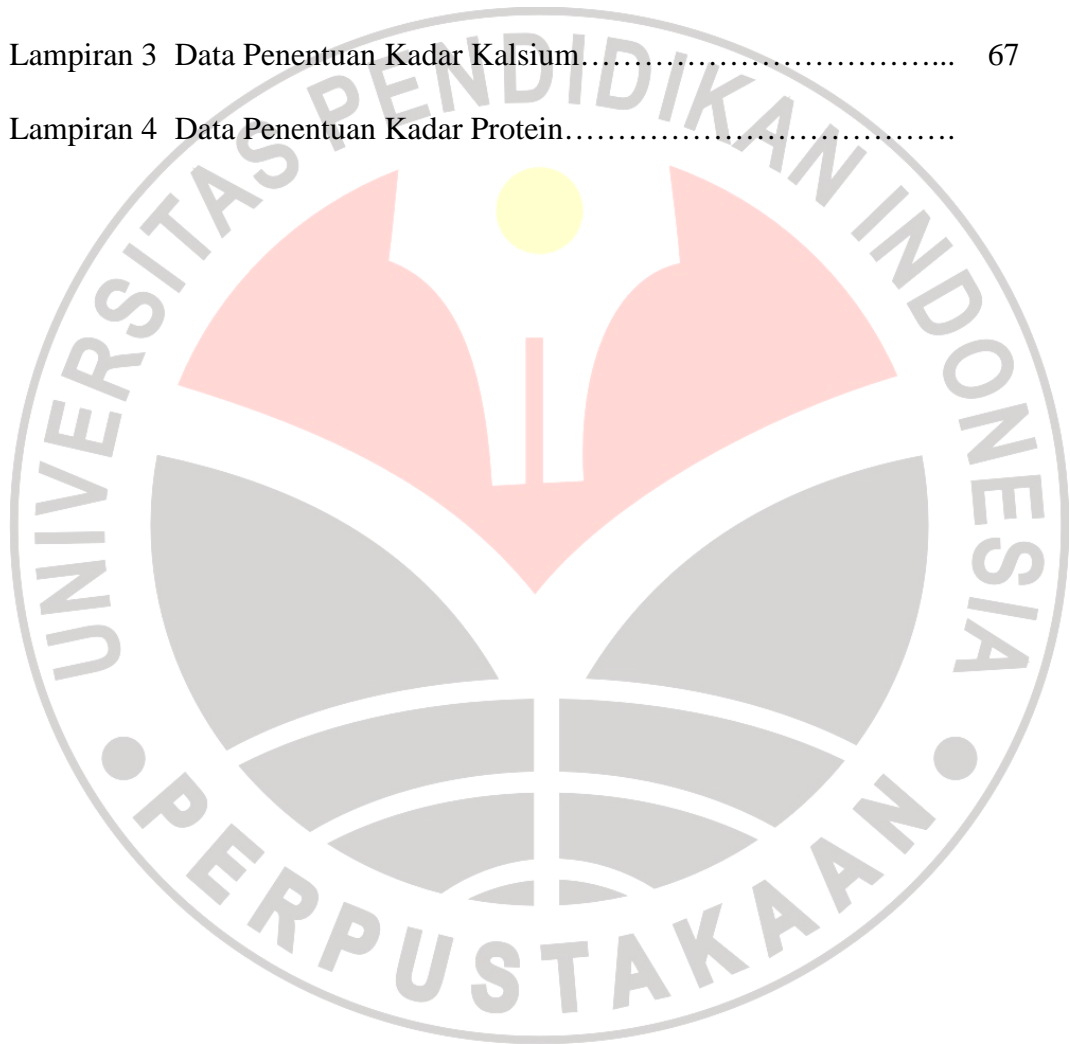 Lampiran 3 Data Penentuan Kadar Kalsium……………………………... 67
Lampiran 4 Data Penentuan Kadar Protein……………………………….
UNIVERSITAS PENDIDIKAN INDONESIA
PERPUSTAKAAN